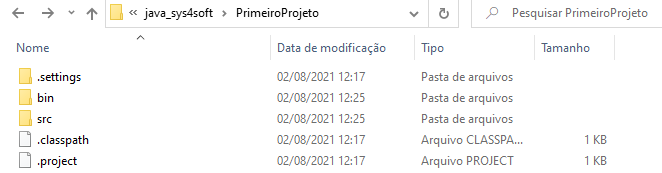 java_sys4soft > PrimeiroProjeto Pesquisar PrimeiroProjeto
Nome Data de modificação Tipo Tamanho
.settings 02/08/2021 12:17 Pasta de arquivos
bin 02/08/2021 12:25 Pasta de arquivos
src 02/08/2021 12:25 Pasta de arquivos
.classpath 02/08/2021 12:17 Arquivo CLASSPA... 1 KB
.project 02/08/2021 12:17 Arquivo PROJECT 1 KB